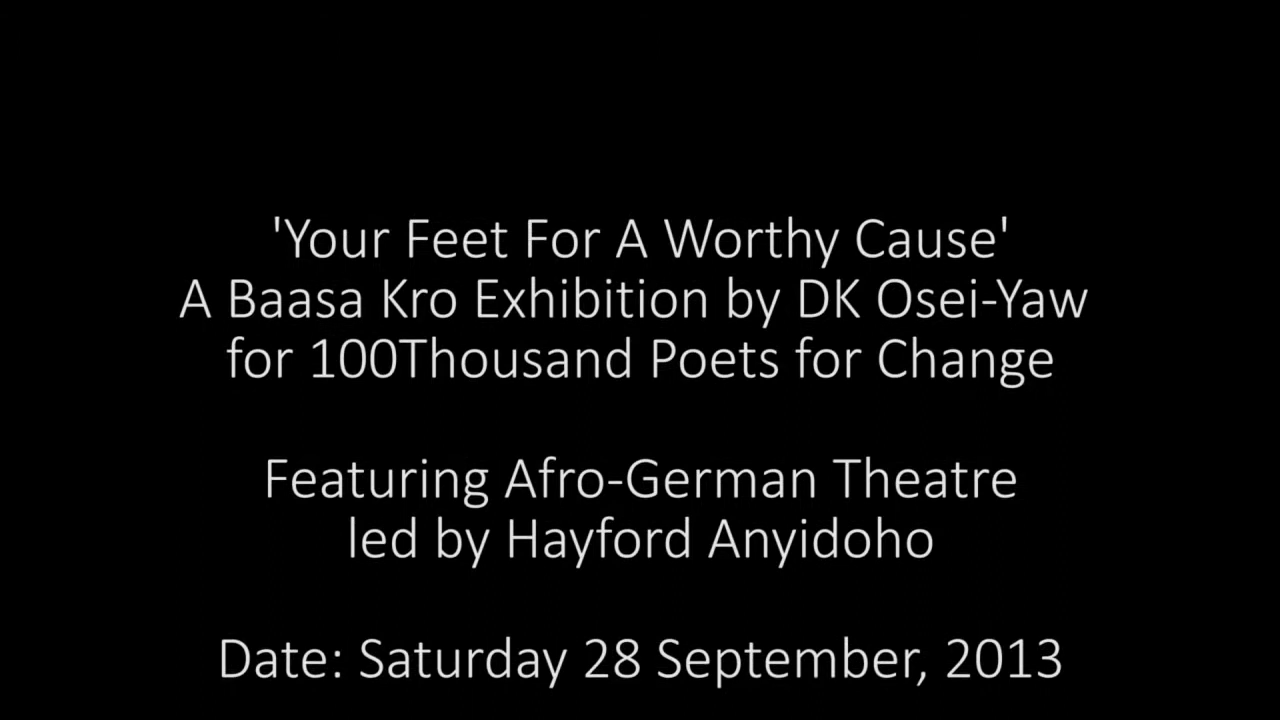 'Your Feet For A Worthy Cause'
A Baasa Kro Exhibition by DK Osei-Yaw
for 100Thousand Poets for Change
Featuring Afro-German Theatre
led by Hayford Anyidoho
Date: Saturday 28 September, 2013